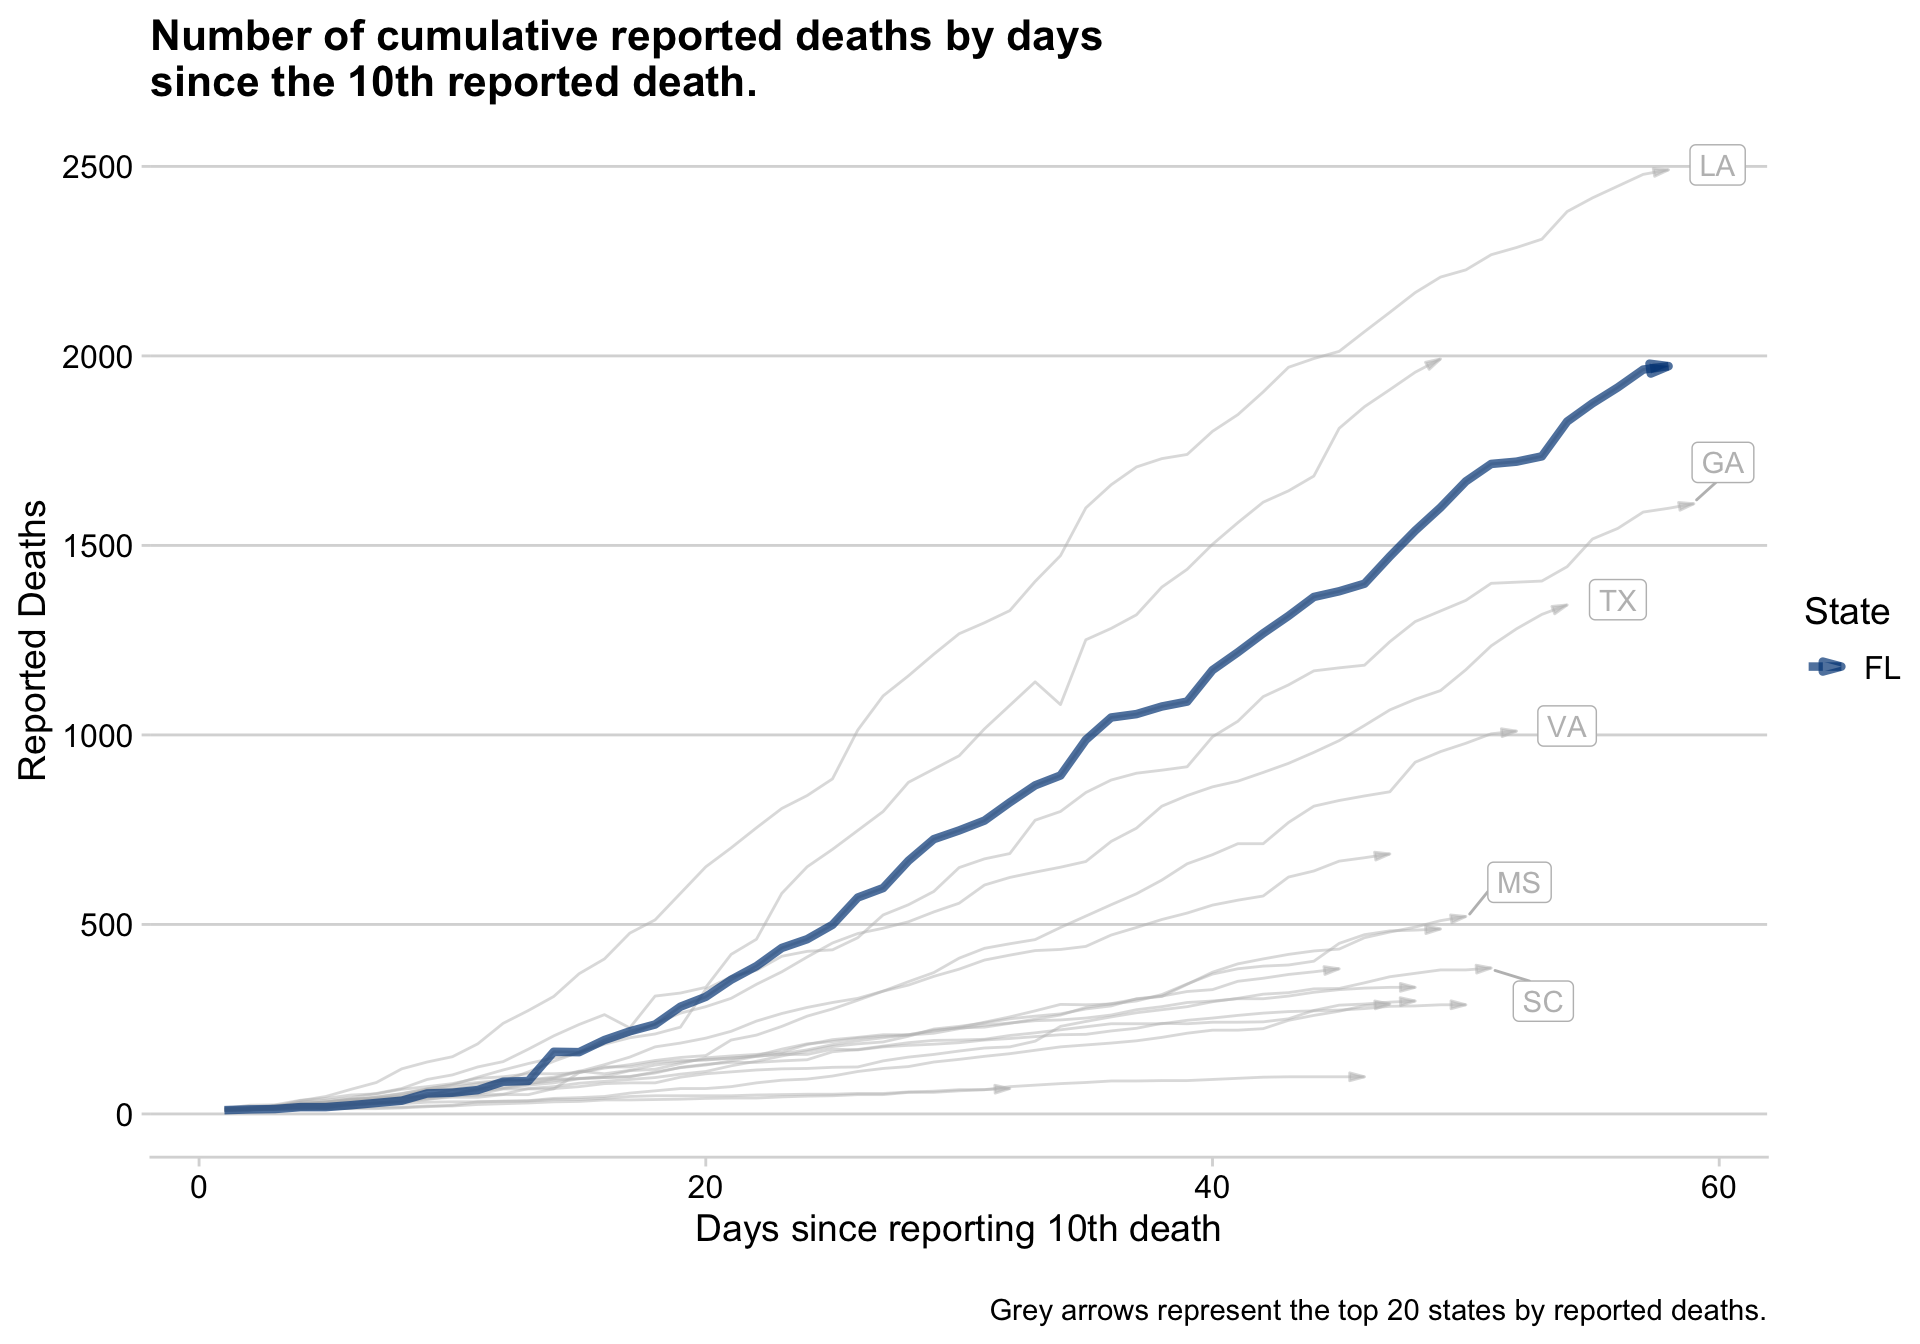 Number of cumulative reported deaths by days
since the 10th reported death.
2500
2000
1500
1000
500
0
Reported Deaths
LA
GA
TX
VA
MS
SC
State
FL
0 20 40 60
Days since reporting 10th death
Grey arrows represent the top 20 states by reported deaths.